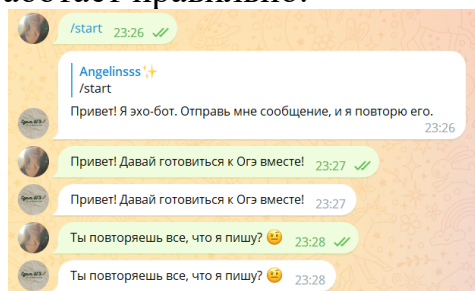 аботает правильно.
/start 23:26
Angelinsss✨
/start
Привет! Я эхо-бот. Отправь мне сообщение, и я повторю его.
23:26
Привет! Давай готовиться к Огэ вместе! 23:27
Привет! Давай готовиться к Огэ вместе! 23:27
Ты повторяешь все, что я пишу? 🤨 23:28
Ты повторяешь все, что я пишу? 🤨 23:28